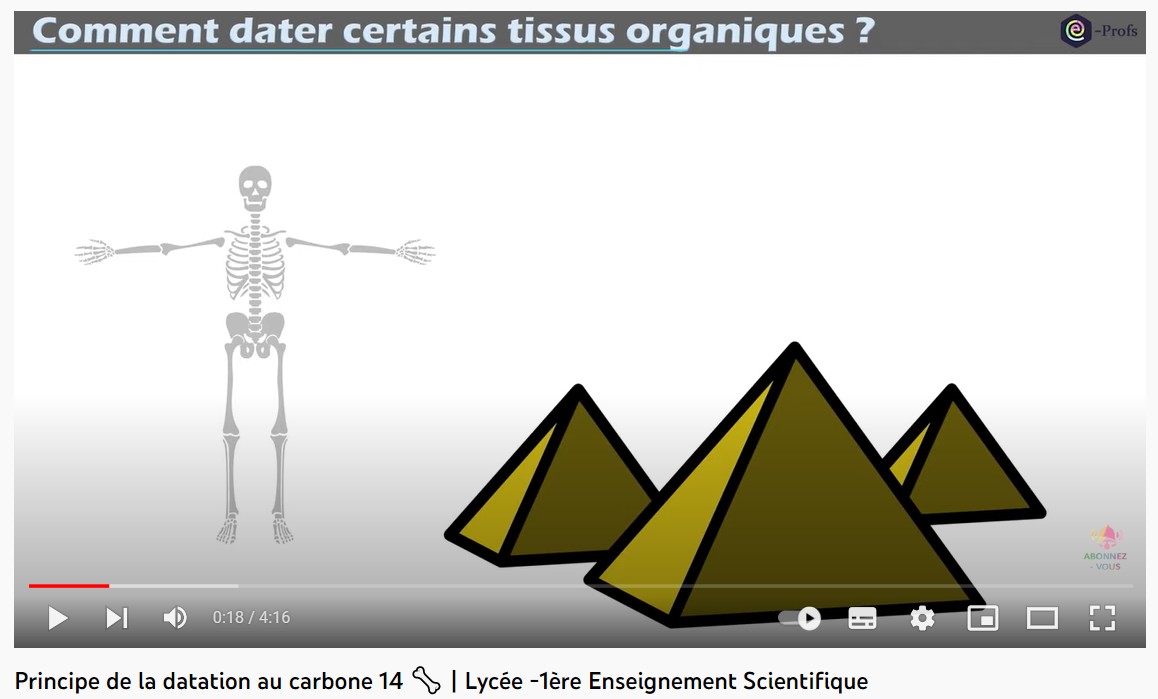 Comment dater certains tissus organiques ?
e -Profs
ABONNEZ
- VOUS
0:18 / 4:16
Principe de la datation au carbone 14 🦴 | Lycée -1ère Enseignement Scientifique